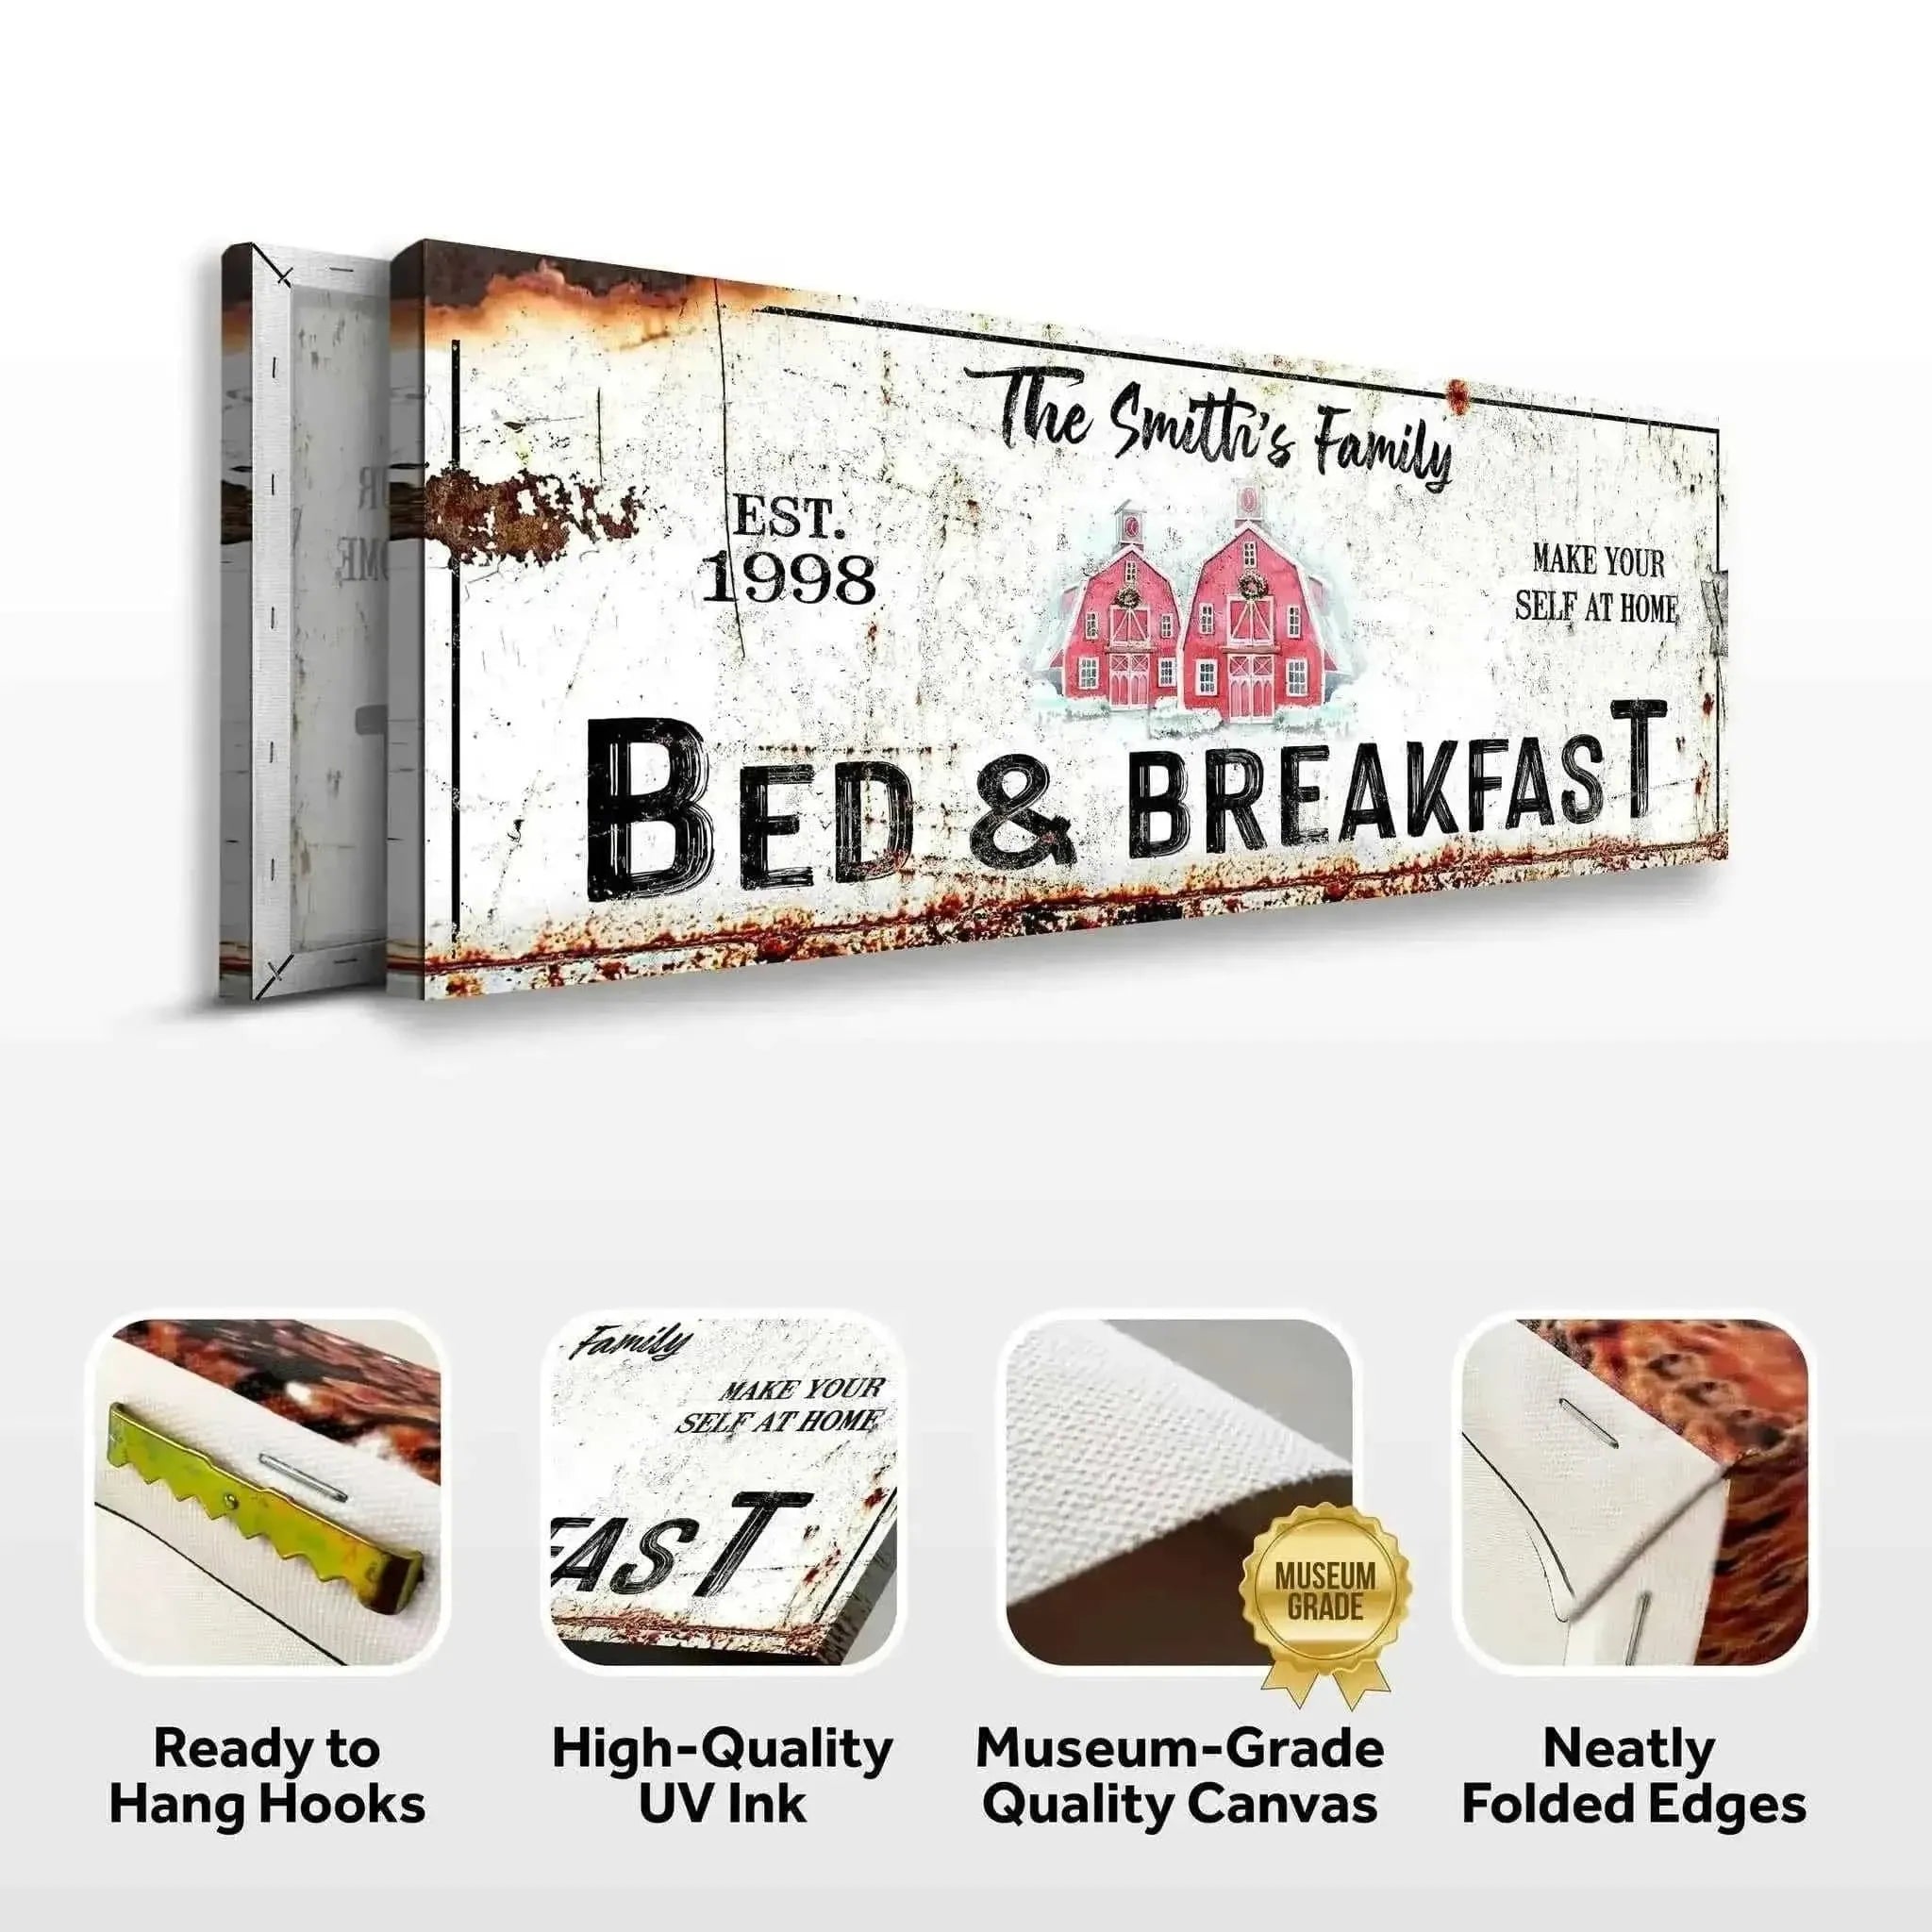 The Smith's Family
EST.
1998
MAKE YOUR
SELF AT HOME
BED & BREAKFAST
Family
MAKE YOUR
SELF AT HOME
FAST
MUSEUM
GRADE
Ready to
Hang Hooks
High-Quality
UV Ink
Museum-Grade
Quality Canvas
Neatly
Folded Edges